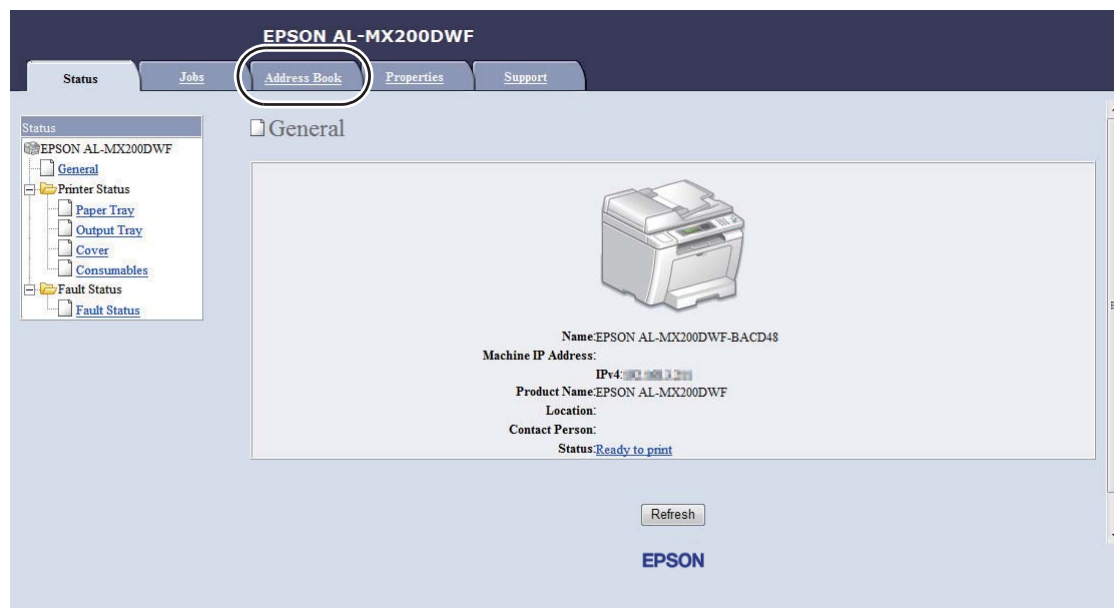 EPSON AL-MX200DWF
Status Jobs Address Book Properties Support
Status
EPSON AL-MX200DWF
General
Printer Status
Paper Tray
Output Tray
Cover
Consumables
Fault Status
Fault Status
General
Name:EPSON AL-MX200DWF-BACD48
Machine IP Address:
IPv4:
Product Name:EPSON AL-MX200DWF
Location:
Contact Person:
Status:Ready to print
Refresh
EPSON